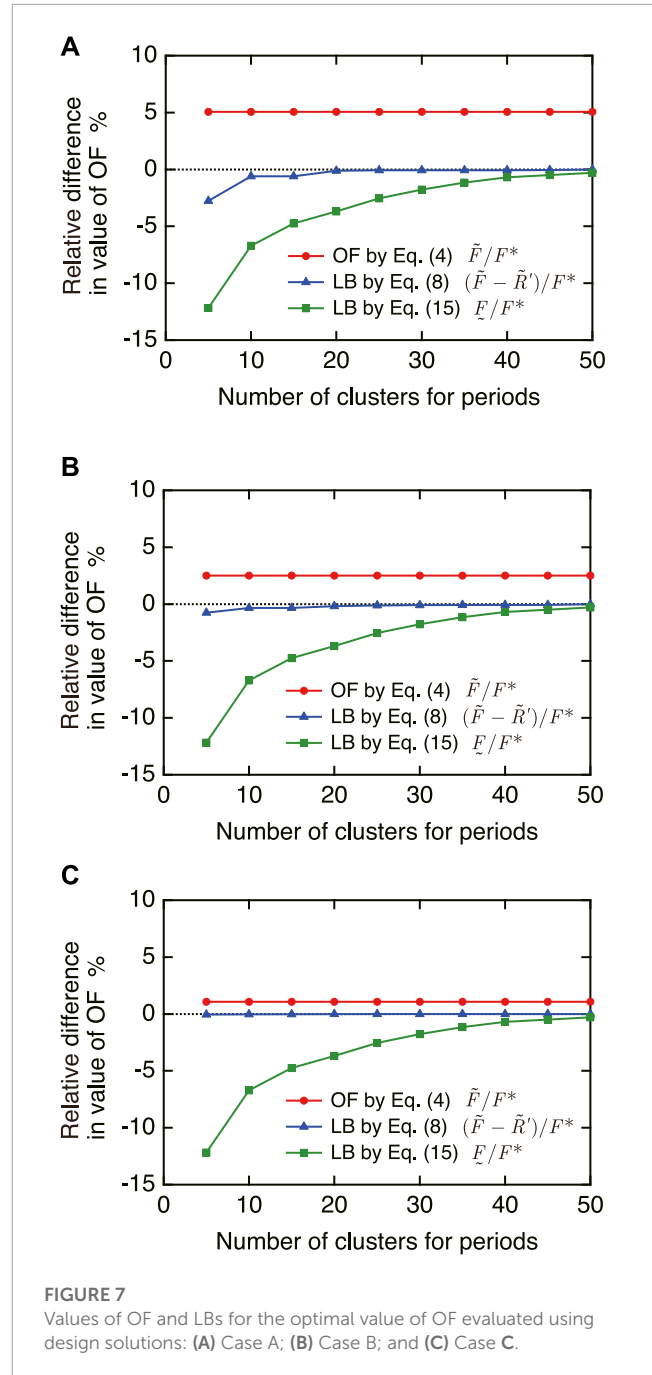 A
Relative difference
in value of OF %
10
5
0
-5
-10
-15
OF by Eq. (4) F̃/F*
LB by Eq. (8) (F̃ − R̃')/F*
LB by Eq. (15) F̰/F*
0 10 20 30 40 50
Number of clusters for periods
B
Relative difference
in value of OF %
10
5
0
-5
-10
-15
OF by Eq. (4) F̃/F*
LB by Eq. (8) (F̃ − R̃')/F*
LB by Eq. (15) F̰/F*
0 10 20 30 40 50
Number of clusters for periods
C
Relative difference
in value of OF %
10
5
0
-5
-10
-15
OF by Eq. (4) F̃/F*
LB by Eq. (8) (F̃ − R̃')/F*
LB by Eq. (15) F̰/F*
0 10 20 30 40 50
Number of clusters for periods
FIGURE 7
Values of OF and LBs for the optimal value of OF evaluated using
design solutions: (A) Case A; (B) Case B; and (C) Case C.